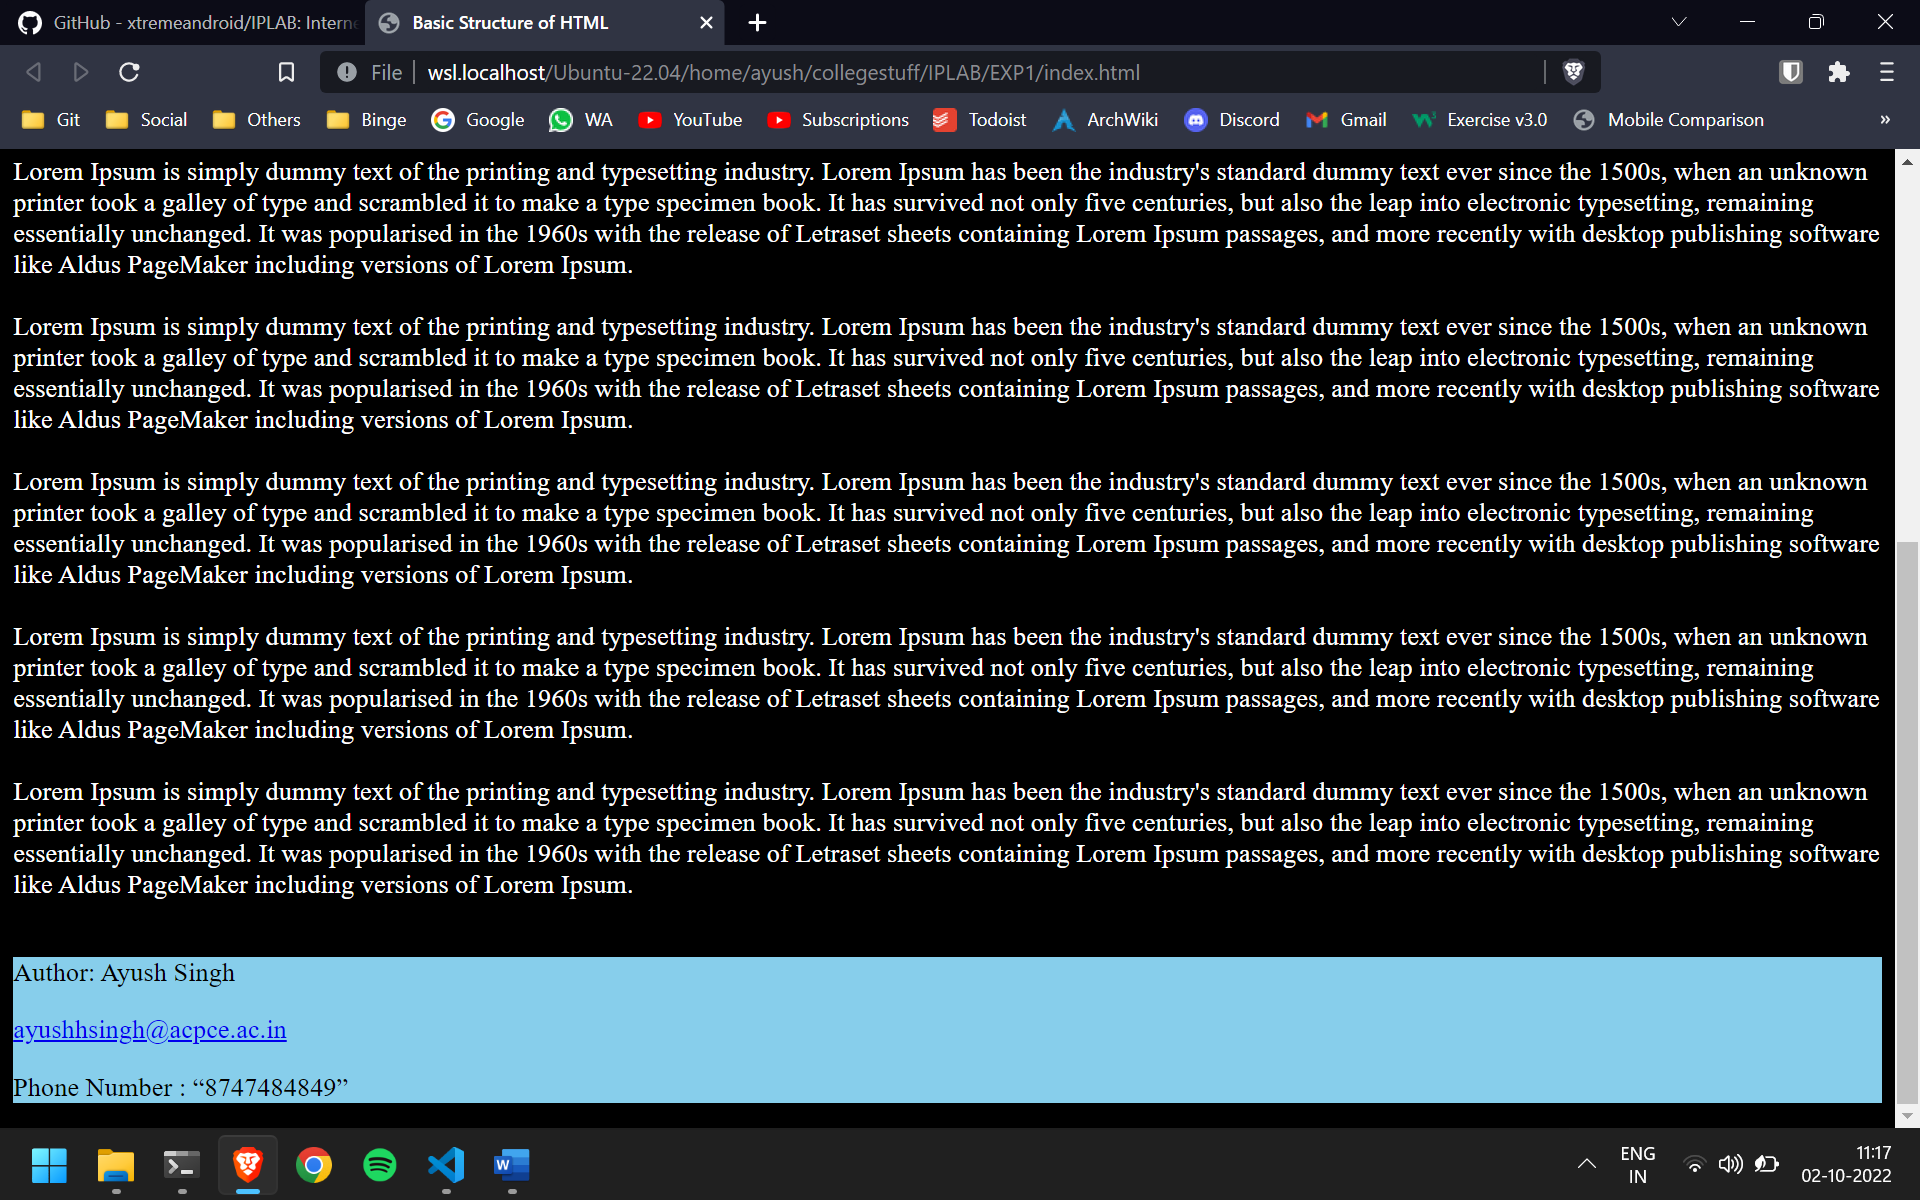 GitHub - xtremeandroid/IPLAB: Intern
Basic Structure of HTML
File
wsl.localhost/Ubuntu-22.04/home/ayush/collegestuff/IPLAB/EXP1/index.html
Git Social Others Binge Google WA YouTube Subscriptions Todoist ArchWiki Discord Gmail Exercise v3.0 Mobile Comparison »
Lorem Ipsum is simply dummy text of the printing and typesetting industry. Lorem Ipsum has been the industry's standard dummy text ever since the 1500s, when an unknown
printer took a galley of type and scrambled it to make a type specimen book. It has survived not only five centuries, but also the leap into electronic typesetting, remaining
essentially unchanged. It was popularised in the 1960s with the release of Letraset sheets containing Lorem Ipsum passages, and more recently with desktop publishing software
like Aldus PageMaker including versions of Lorem Ipsum.
Lorem Ipsum is simply dummy text of the printing and typesetting industry. Lorem Ipsum has been the industry's standard dummy text ever since the 1500s, when an unknown
printer took a galley of type and scrambled it to make a type specimen book. It has survived not only five centuries, but also the leap into electronic typesetting, remaining
essentially unchanged. It was popularised in the 1960s with the release of Letraset sheets containing Lorem Ipsum passages, and more recently with desktop publishing software
like Aldus PageMaker including versions of Lorem Ipsum.
Lorem Ipsum is simply dummy text of the printing and typesetting industry. Lorem Ipsum has been the industry's standard dummy text ever since the 1500s, when an unknown
printer took a galley of type and scrambled it to make a type specimen book. It has survived not only five centuries, but also the leap into electronic typesetting, remaining
essentially unchanged. It was popularised in the 1960s with the release of Letraset sheets containing Lorem Ipsum passages, and more recently with desktop publishing software
like Aldus PageMaker including versions of Lorem Ipsum.
Lorem Ipsum is simply dummy text of the printing and typesetting industry. Lorem Ipsum has been the industry's standard dummy text ever since the 1500s, when an unknown
printer took a galley of type and scrambled it to make a type specimen book. It has survived not only five centuries, but also the leap into electronic typesetting, remaining
essentially unchanged. It was popularised in the 1960s with the release of Letraset sheets containing Lorem Ipsum passages, and more recently with desktop publishing software
like Aldus PageMaker including versions of Lorem Ipsum.
Lorem Ipsum is simply dummy text of the printing and typesetting industry. Lorem Ipsum has been the industry's standard dummy text ever since the 1500s, when an unknown
printer took a galley of type and scrambled it to make a type specimen book. It has survived not only five centuries, but also the leap into electronic typesetting, remaining
essentially unchanged. It was popularised in the 1960s with the release of Letraset sheets containing Lorem Ipsum passages, and more recently with desktop publishing software
like Aldus PageMaker including versions of Lorem Ipsum.
Author: Ayush Singh
ayushhsingh@acpce.ac.in
Phone Number : “8747484849”
ENG
IN
11:17
02-10-2022